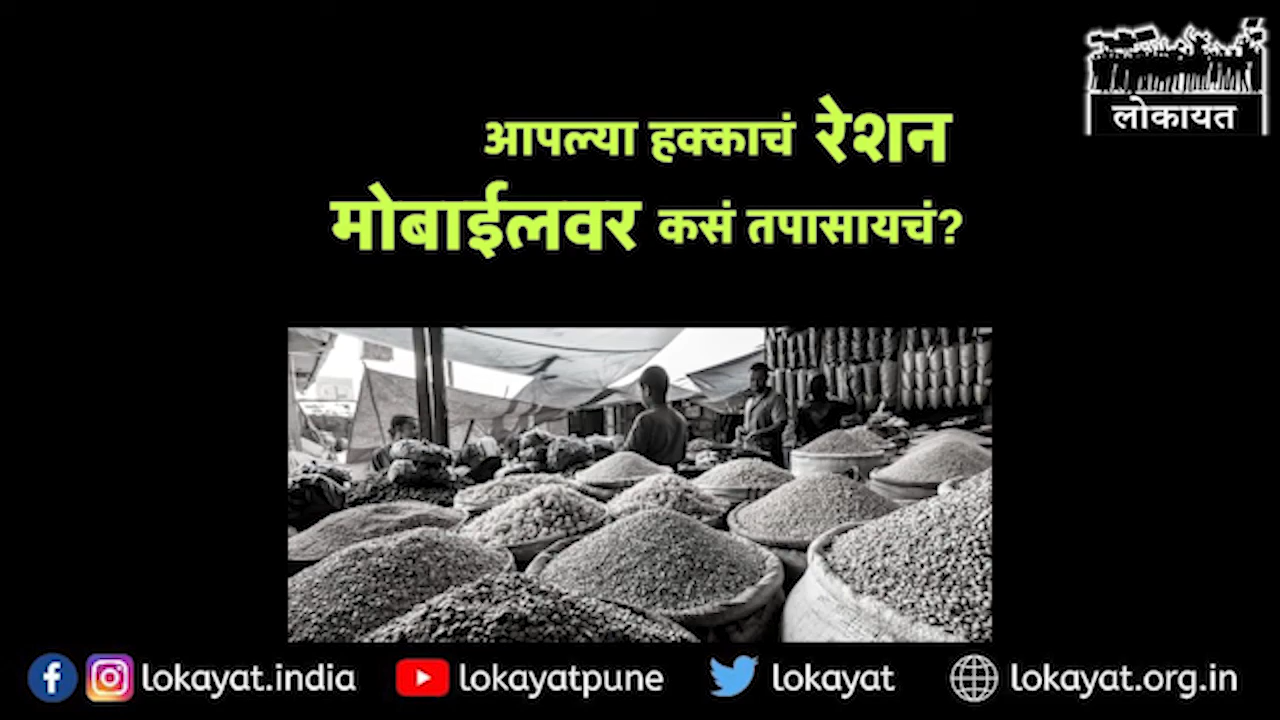 लोकायत
आपल्या हक्काचं रेशन
मोबाईलवर कसं तपासायचं?
lokayat.india lokayatpune lokayat lokayat.org.in